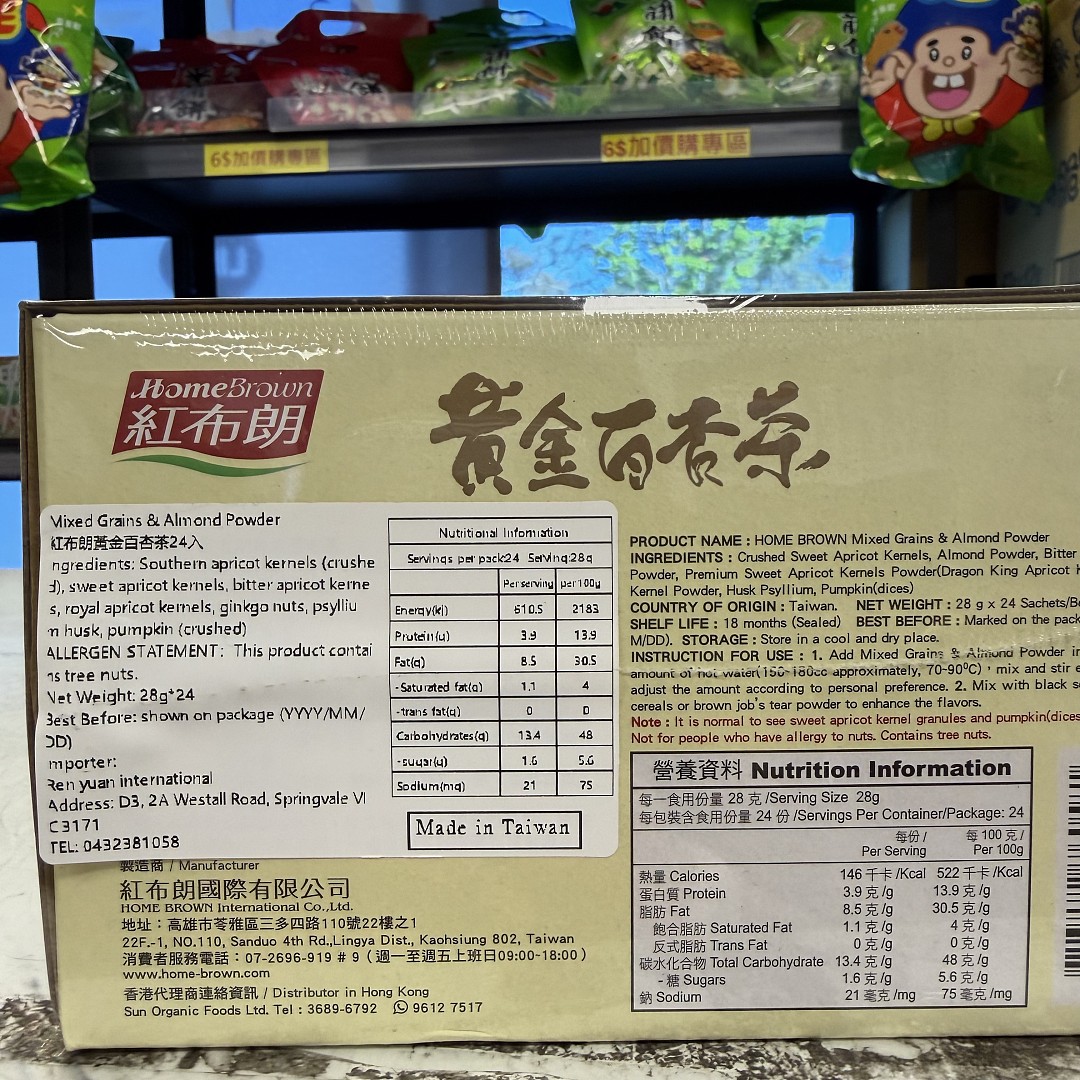 6$加價購專區
6$加價購專區
HomeBrown
紅布朗
黃金百杏茶
Mixed Grains & Almond Powder
紅布朗黃金百杏茶24入
ngredients: Southern apricot kernels (crushe
d), sweet apricot kernels, bitter apricot kerne
s, royal apricot kernels, ginkgo nuts, psylliu
m husk, pumpkin (crushed)
ALLERGEN STATEMENT: This product contai
ns tree nuts.
Net Weight: 28g*24
Best Before: shown on package (YYYY/MM/
DD)
mporter:
Ren yuan international
Address: D3, 2A Westall Road, Springvale VI
C 3171
TEL: 0432381058
Nutritional Information
Servings per pack:24 Serving:28g
Per serving per 100g
Energy(kj) 610.5 2183
Protein(g) 3.9 13.9
Fat(g) 8.5 30.5
-Saturated fat(g) 1.1 4
-trans fat(g) 0 0
Carbohydrates(g) 13.4 48
-sugar(g) 1.6 5.6
Sodium(mg) 21 75
Made in Taiwan
製造商 / Manufacturer
紅布朗國際有限公司
HOME BROWN International Co.,Ltd.
地址：高雄市苓雅區三多四路110號22樓之1
22F.-1, NO.110, Sanduo 4th Rd.,Lingya Dist., Kaohsiung 802, Taiwan
消費者服務電話：07-2696-919 # 9（週一至週五上班日09:00-18:00）
www.home-brown.com
香港代理商連絡資訊 / Distributor in Hong Kong
Sun Organic Foods Ltd. Tel : 3689-6792 9612 7517
PRODUCT NAME : HOME BROWN Mixed Grains & Almond Powder
INGREDIENTS : Crushed Sweet Apricot Kernels, Almond Powder, Bitter
Powder, Premium Sweet Apricot Kernels Powder(Dragon King Apricot
Kernel Powder, Husk Psyllium, Pumpkin(dices)
COUNTRY OF ORIGIN : Taiwan. NET WEIGHT : 28 g x 24 Sachets/B
SHELF LIFE : 18 months (Sealed) BEST BEFORE : Marked on the pack
M/DD). STORAGE : Store in a cool and dry place.
INSTRUCTION FOR USE : 1. Add Mixed Grains & Almond Powder in
amount of hot water(150-180cc approximately, 70-90ºC)，mix and stir e
adjust the amount according to personal preference. 2. Mix with black s
cereals or brown job's tear powder to enhance the flavors.
Note : It is normal to see sweet apricot kernel granules and pumpkin(dices
Not for people who have allergy to nuts. Contains tree nuts.
營養資料 Nutrition Information
每一食用份量 28 克 /Serving Size 28g
每包裝含食用份量 24 份 /Servings Per Container/Package: 24
每份 / 每 100 克 /
Per Serving Per 100g
熱量 Calories 146 千卡 /Kcal 522 千卡 /Kcal
蛋白質 Protein 3.9 克 /g 13.9 克 /g
脂肪 Fat 8.5 克 /g 30.5 克 /g
飽合脂肪 Saturated Fat 1.1 克 /g 4 克 /g
反式脂肪 Trans Fat 0 克 /g 0 克 /g
碳水化合物 Total Carbohydrate 13.4 克 /g 48 克 /g
- 糖 Sugars 1.6 克 /g 5.6 克 /g
鈉 Sodium 21 毫克 /mg 75 毫克 /mg